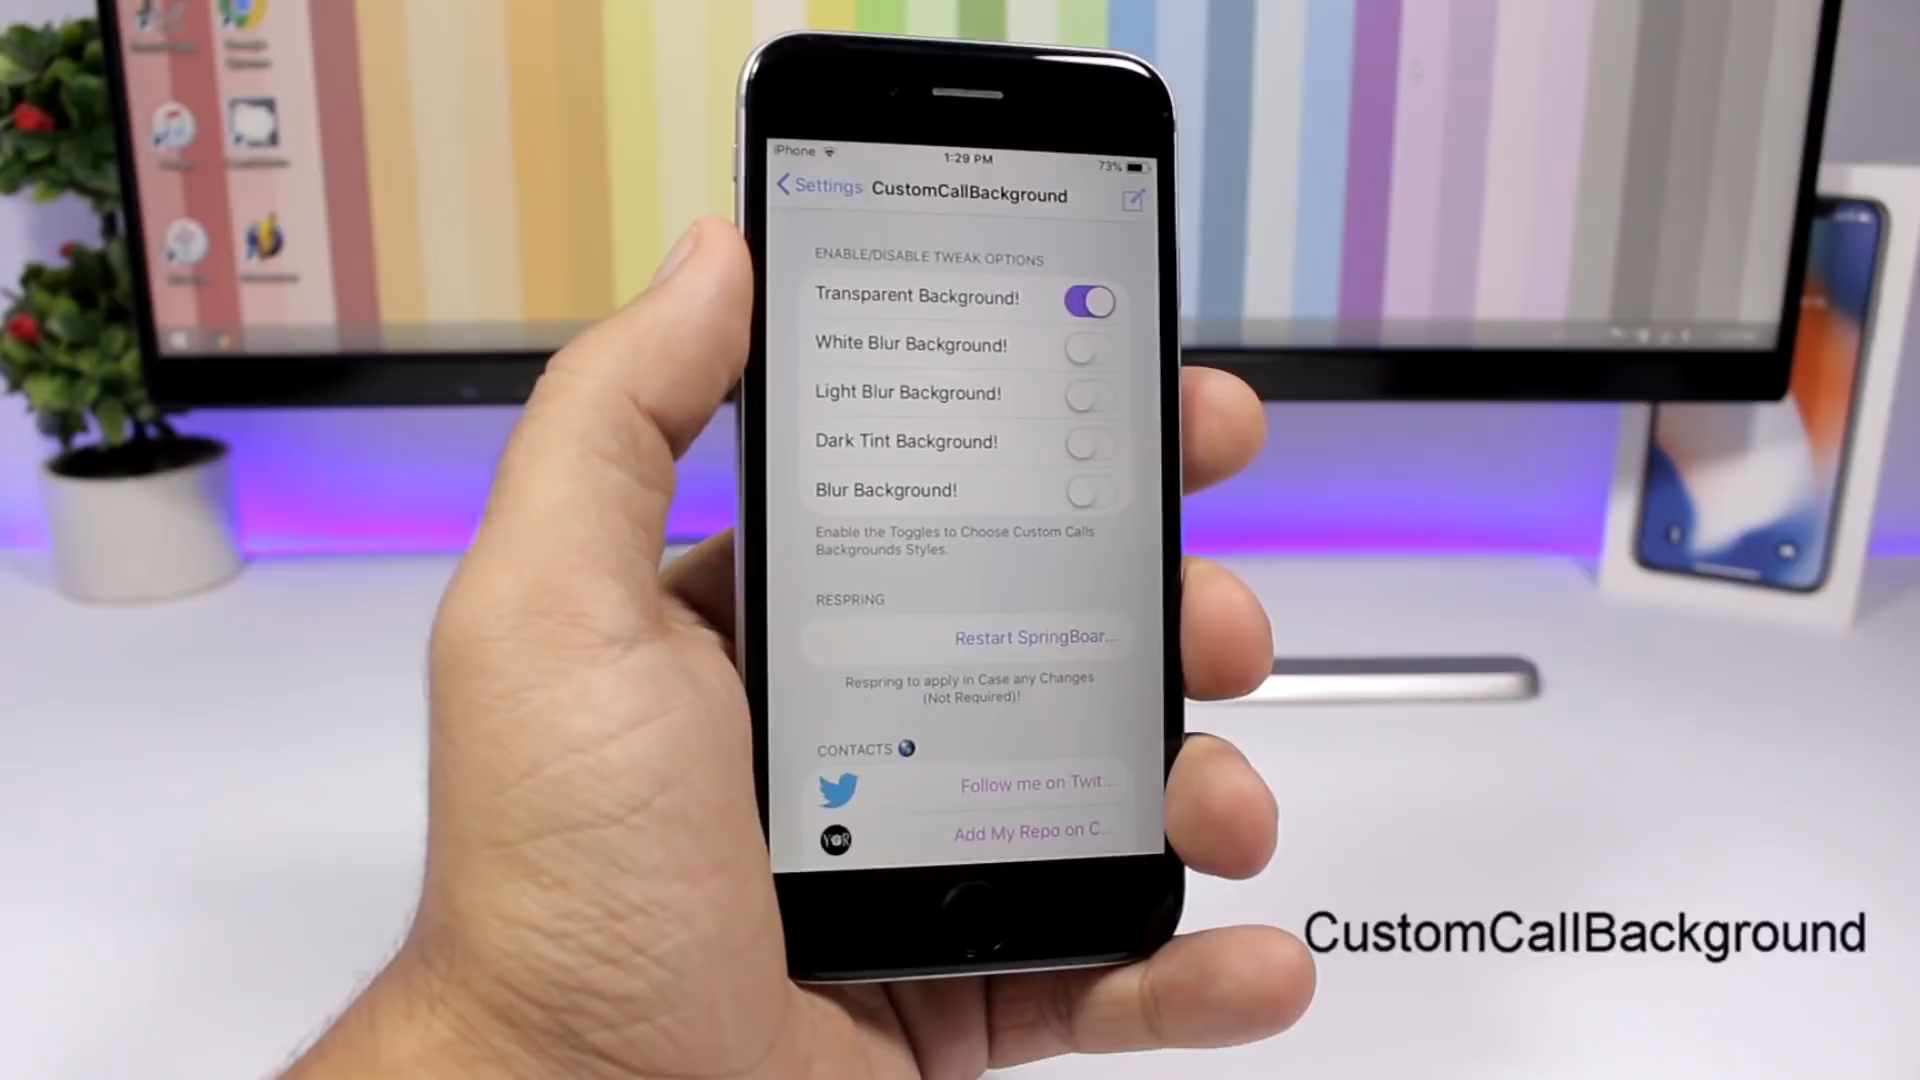 iPhone
1:29 PM
73%
Settings
CustomCallBackground
ENABLE/DISABLE TWEAK OPTIONS
Transparent Background!
White Blur Background!
Light Blur Background!
Dark Tint Background!
Blur Background!
Enable the Toggles to Choose Custom Calls
Backgrounds Styles.
RESPRING
Restart SpringBoar...
Respring to apply in Case any Changes
(Not Required)!
CONTACTS
Follow me on Twit...
YOR
Add My Repo on C...
CustomCallBackground